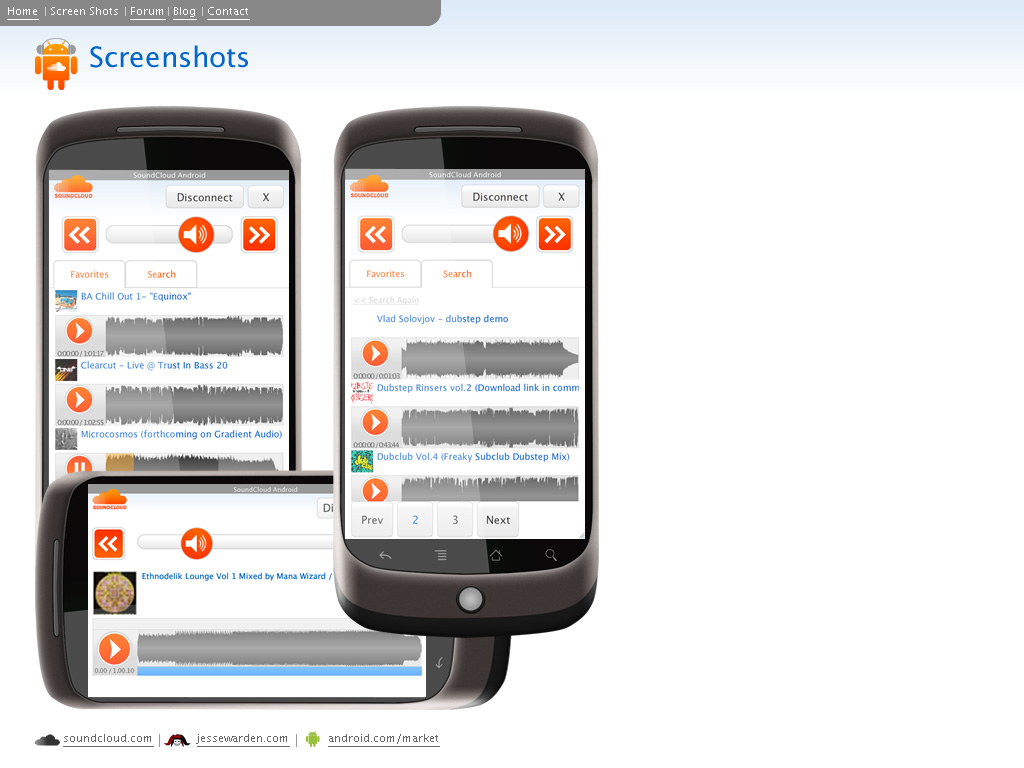 Home | Screen Shots | Forum | Blog | Contact
Screenshots
SoundCloud Android
SOUNDCLOUD
Disconnect X
Favorites Search
BA Chill Out 1- "Equinox"
0:00:00 / 1:01:17
Clearcut - Live @ Trust In Bass 20
0:00:00 / 1:02:55
Microcosmos (forthcoming on Gradient Audio)
SoundCloud Android
SOUNDCLOUD
Disconnect X
Favorites Search
<< Search Again
Vlad Solovjov - dubstep demo
0:00:00 / 0:01:03
Dubstep Rinsers vol.2 (Download link in comm
0:00:00 / 0:43:44
Dubclub Vol.4 (Freaky Subclub Dubstep Mix)
Prev 2 3 Next
SoundCloud Android
SOUNDCLOUD
Di
Ethnodelik Lounge Vol 1 Mixed by Mana Wizard /
0.00 / 1.00.10
soundcloud.com | jessewarden.com | android.com/market